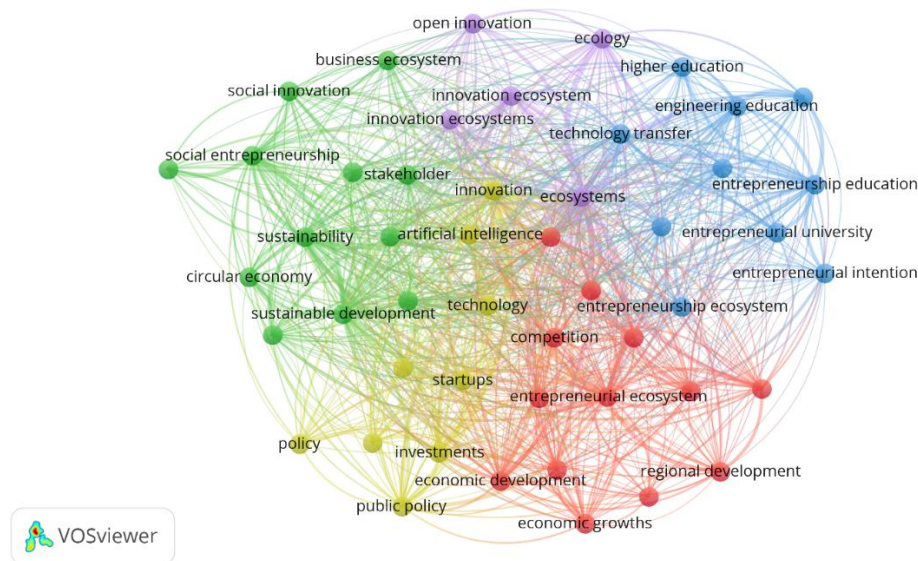 open innovation
ecology
business ecosystem
higher education
social innovation
innovation ecosystem
engineering education
innovation ecosystems
technology transfer
social entrepreneurship
stakeholder
innovation
ecosystems
entrepreneurship education
sustainability
artificial intelligence
entrepreneurial university
circular economy
entrepreneurial intention
technology
entrepreneurship ecosystem
sustainable development
competition
startups
entrepreneurial ecosystem
policy
investments
economic development
regional development
public policy
economic growths
VOSviewer